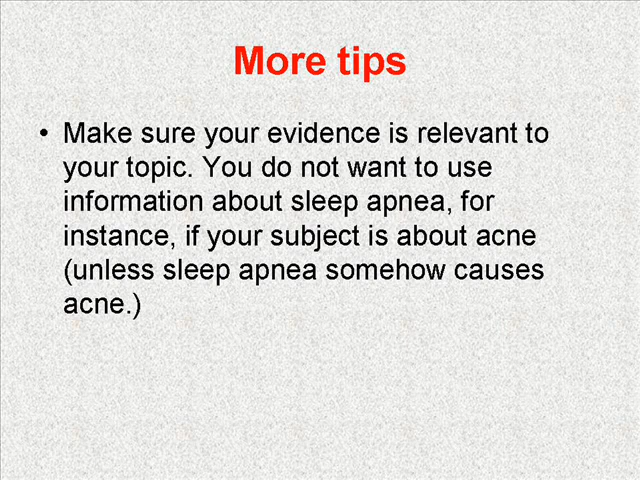 More tips
• Make sure your evidence is relevant to
your topic. You do not want to use
information about sleep apnea, for
instance, if your subject is about acne
(unless sleep apnea somehow causes
acne.)